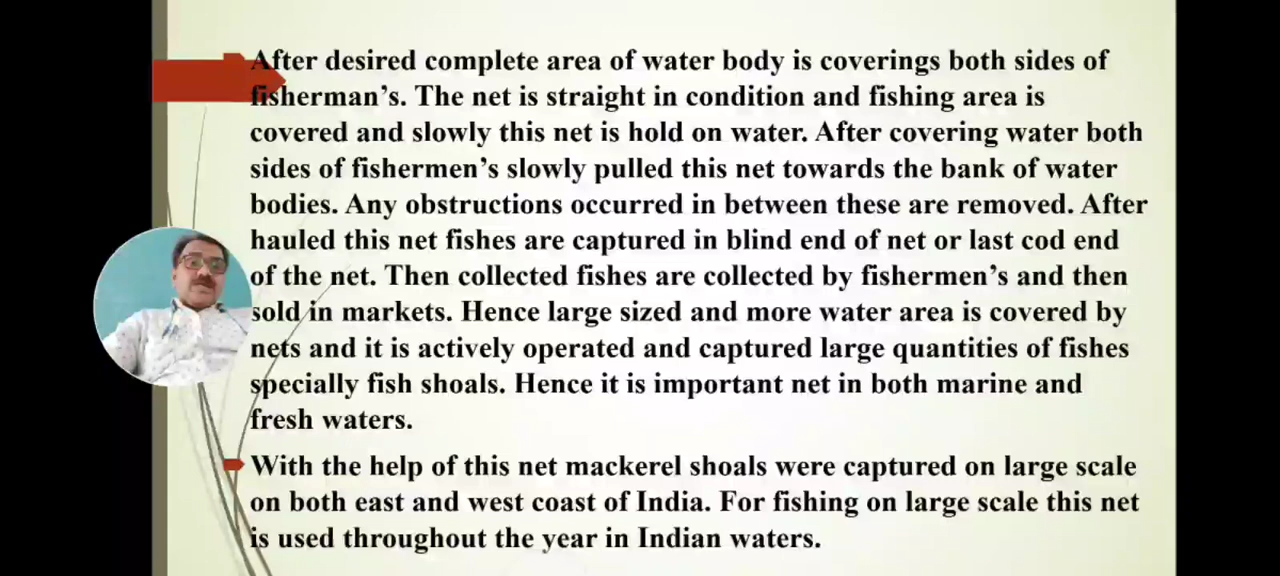 After desired complete area of water body is coverings both sides of
fisherman's. The net is straight in condition and fishing area is
covered and slowly this net is hold on water. After covering water both
sides of fishermen's slowly pulled this net towards the bank of water
bodies. Any obstructions occurred in between these are removed. After
hauled this net fishes are captured in blind end of net or last cod end
of the net. Then collected fishes are collected by fishermen's and then
sold in markets. Hence large sized and more water area is covered by
nets and it is actively operated and captured large quantities of fishes
specially fish shoals. Hence it is important net in both marine and
fresh waters.
With the help of this net mackerel shoals were captured on large scale
on both east and west coast of India. For fishing on large scale this net
is used throughout the year in Indian waters.